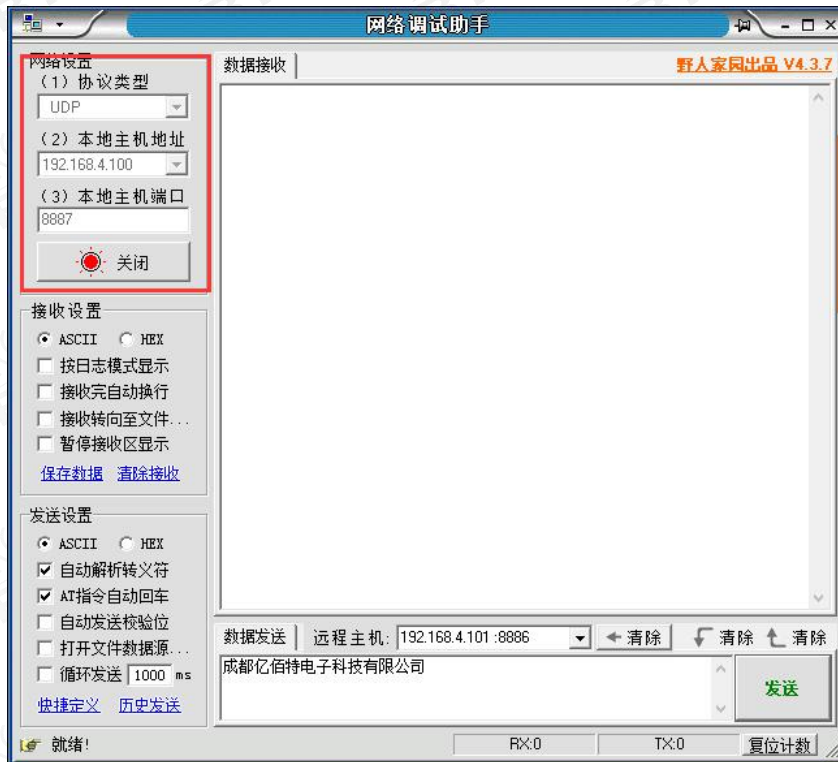 网络调试助手
网络设置
(1) 协议类型
UDP
(2) 本地主机地址
192.168.4.100
(3) 本地主机端口
8887
关闭
接收设置
ASCII HEX
按日志模式显示
接收完自动换行
接收转向至文件...
暂停接收区显示
保存数据 清除接收
发送设置
ASCII HEX
自动解析转义符
AT指令自动回车
自动发送校验位
打开文件数据源...
循环发送 1000 ms
快捷定义 历史发送
数据接收 野人家园出品 V4.3.7
数据发送 远程主机: 192.168.4.101 :8886 清除 清除 清除
成都亿佰特电子科技有限公司
发送
就绪! RX:0 TX:0 复位计数